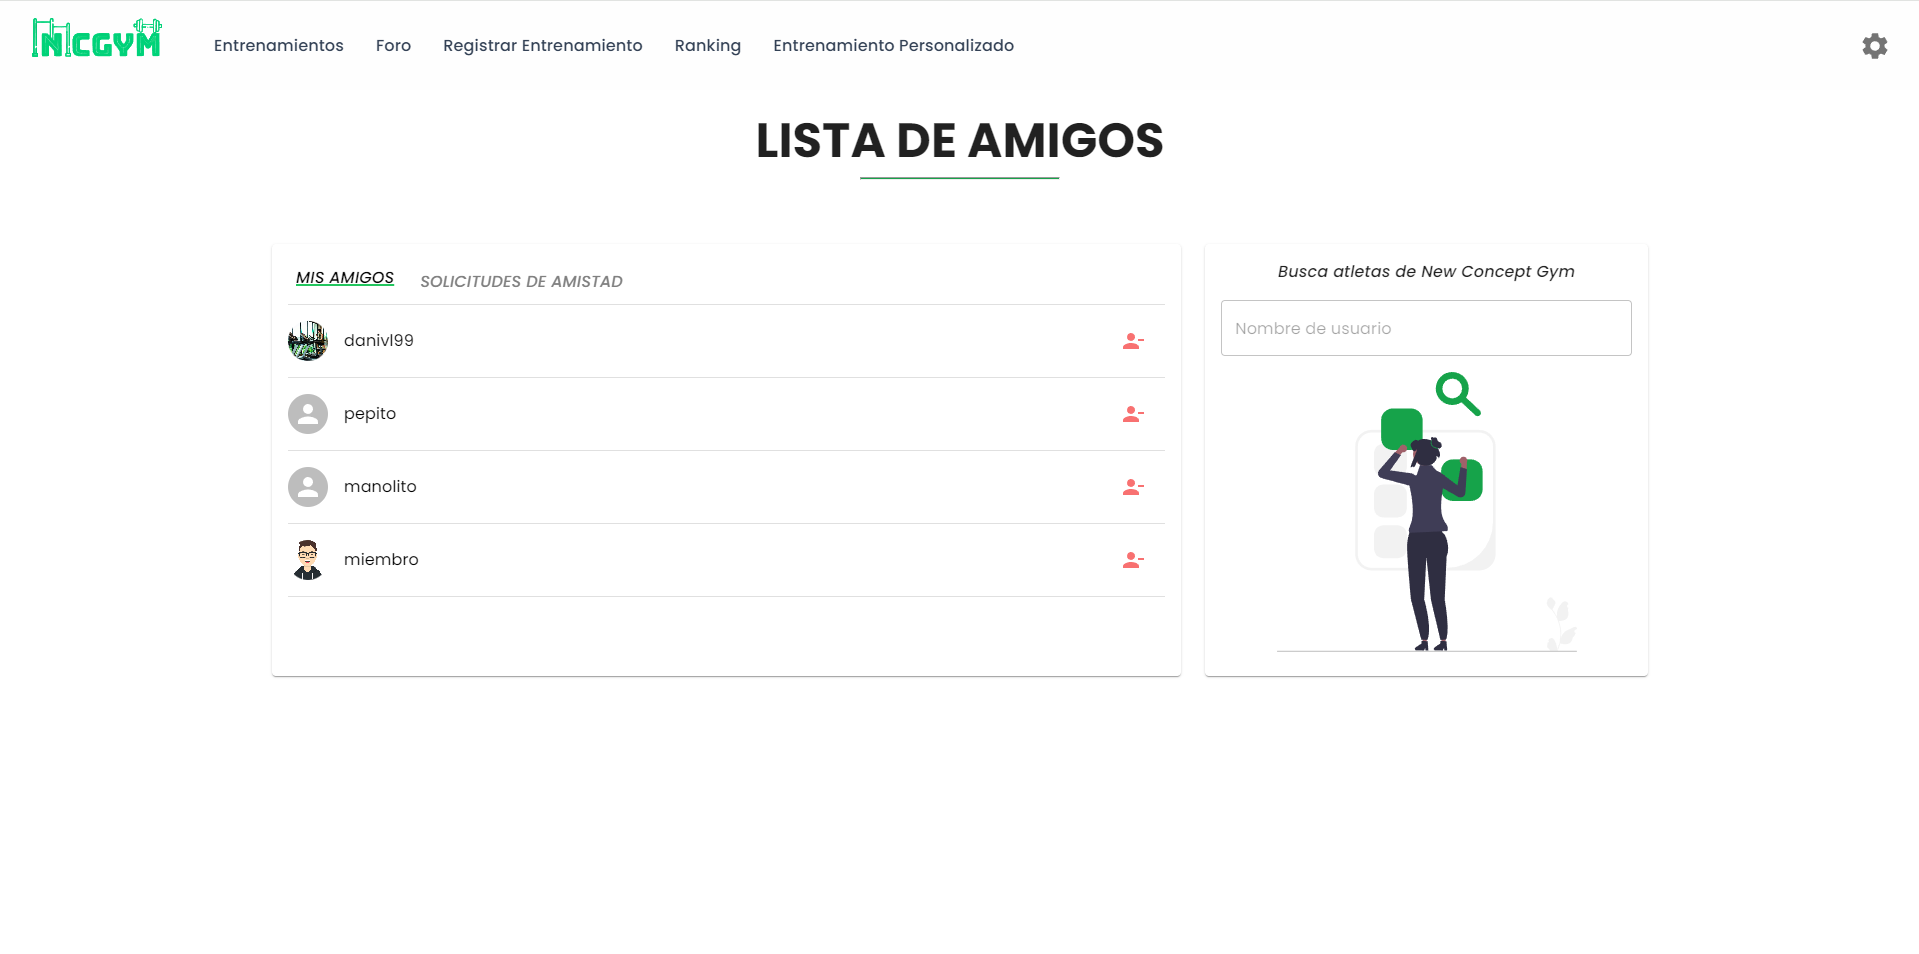 NCGYM
Entrenamientos Foro Registrar Entrenamiento Ranking Entrenamiento Personalizado
LISTA DE AMIGOS
MIS AMIGOS SOLICITUDES DE AMISTAD
danivl99
pepito
manolito
miembro
Busca atletas de New Concept Gym
Nombre de usuario